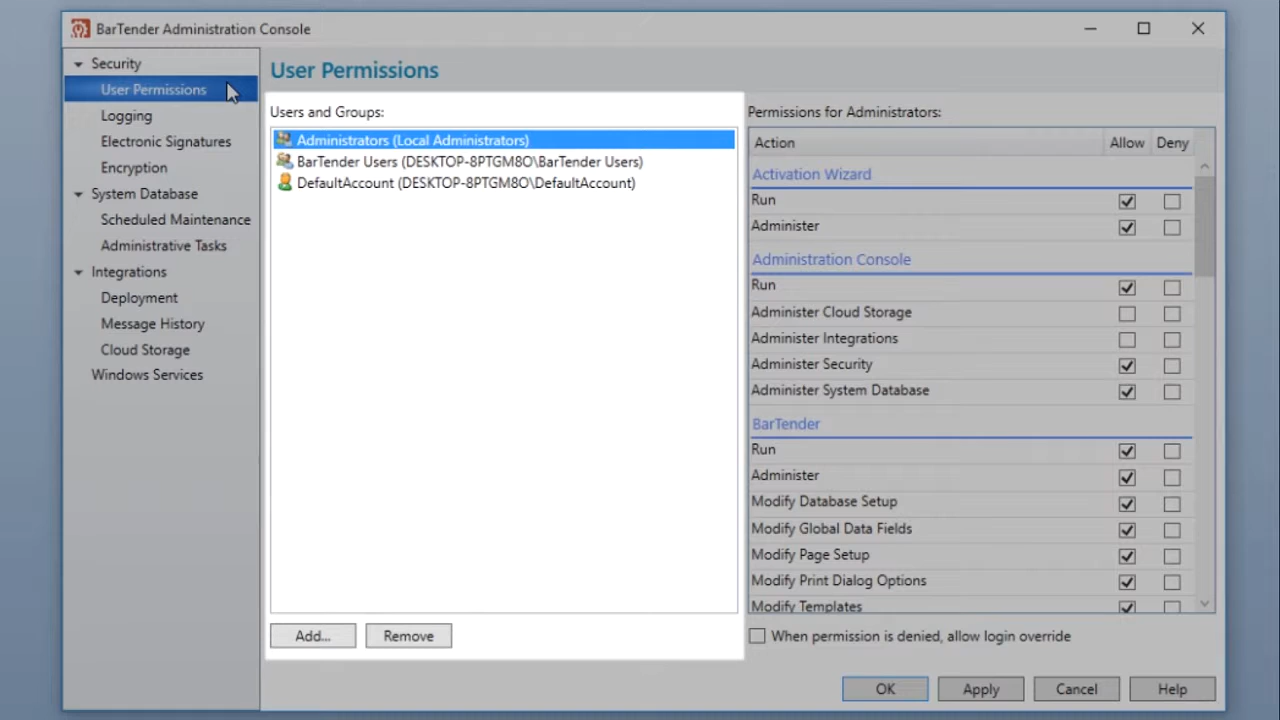 BarTender Administration Console
Security
User Permissions
Logging
Electronic Signatures
Encryption
System Database
Scheduled Maintenance
Administrative Tasks
Integrations
Deployment
Message History
Cloud Storage
Windows Services
User Permissions
Users and Groups:
Administrators (Local Administrators)
BarTender Users (DESKTOP-8PTGM8O\BarTender Users)
DefaultAccount (DESKTOP-8PTGM8O\DefaultAccount)
Add...
Remove
Permissions for Administrators:
Action Allow Deny
Activation Wizard
Run
Administer
Administration Console
Run
Administer Cloud Storage
Administer Integrations
Administer Security
Administer System Database
BarTender
Run
Administer
Modify Database Setup
Modify Global Data Fields
Modify Page Setup
Modify Print Dialog Options
Modify Templates
When permission is denied, allow login override
OK
Apply
Cancel
Help